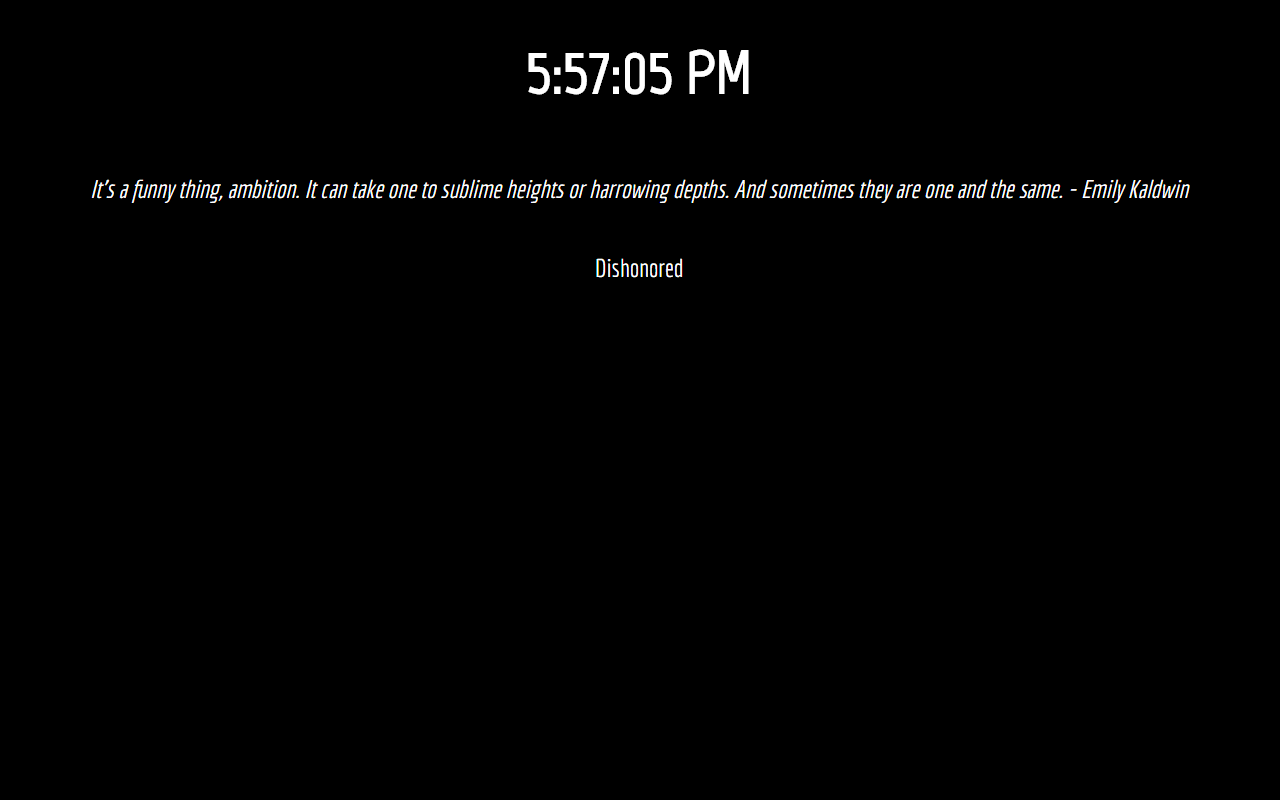 5:57:05 PM
It's a funny thing, ambition. It can take one to sublime heights or harrowing depths. And sometimes they are one and the same. - Emily Kaldwin
Dishonored